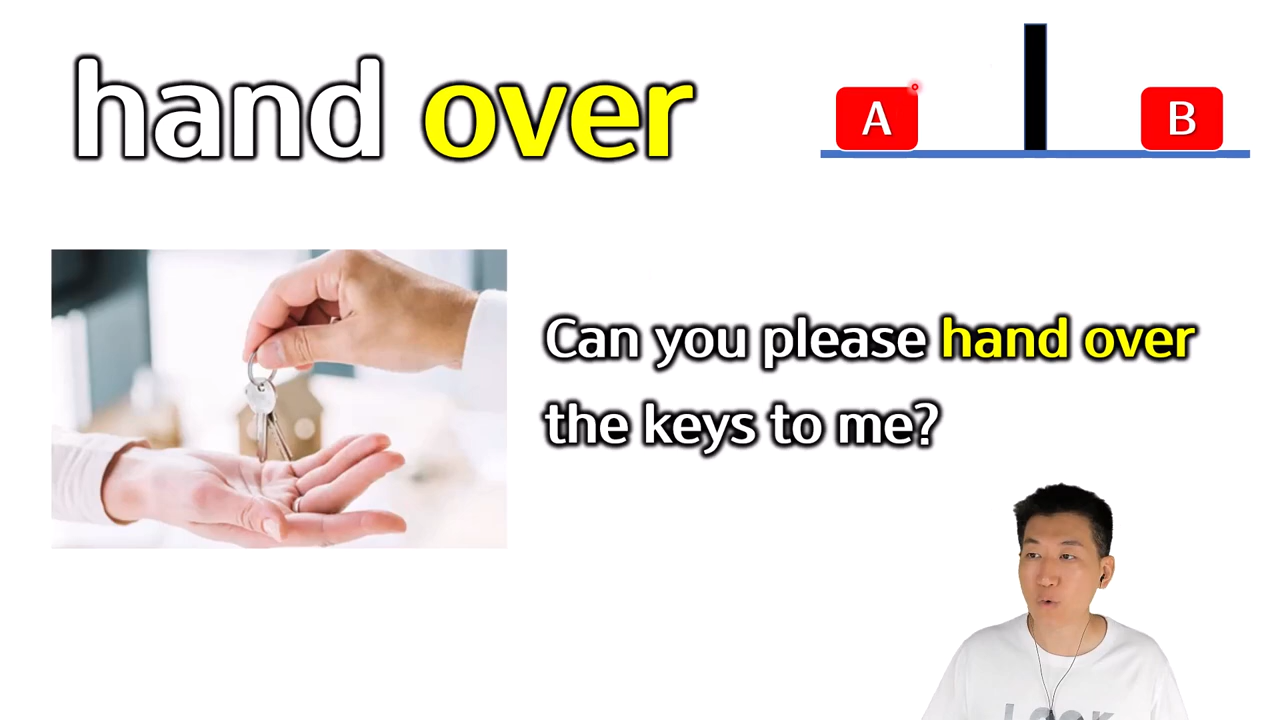 hand over
A
B
Can you please hand over
the keys to me?